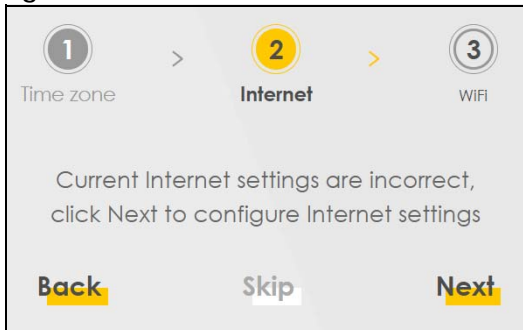 1 > 2 > 3
Time zone Internet WIFI
Current Internet settings are incorrect,
click Next to configure Internet settings
Back Skip Next